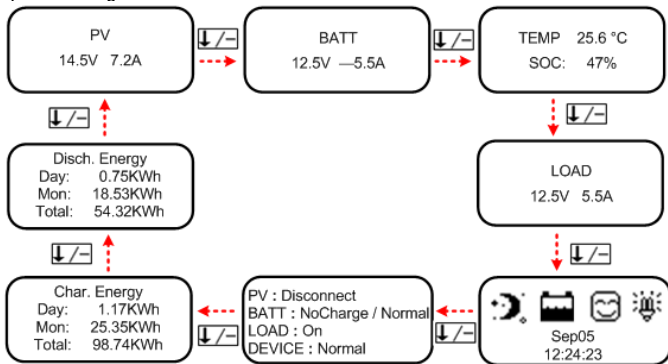 PV
14.5V 7.2A
↓/−
BATT
12.5V —5.5A
↓/−
TEMP 25.6 °C
SOC: 47%
↓/−
LOAD
12.5V 5.5A
↓/−
Sep05
12:24:23
↓/−
PV : Disconnect
BATT : NoCharge / Normal
LOAD : On
DEVICE : Normal
↓/−
Char. Energy
Day: 1.17KWh
Mon: 25.35KWh
Total: 98.74KWh
↓/−
Disch. Energy
Day: 0.75KWh
Mon: 18.53KWh
Total: 54.32KWh
↓/−